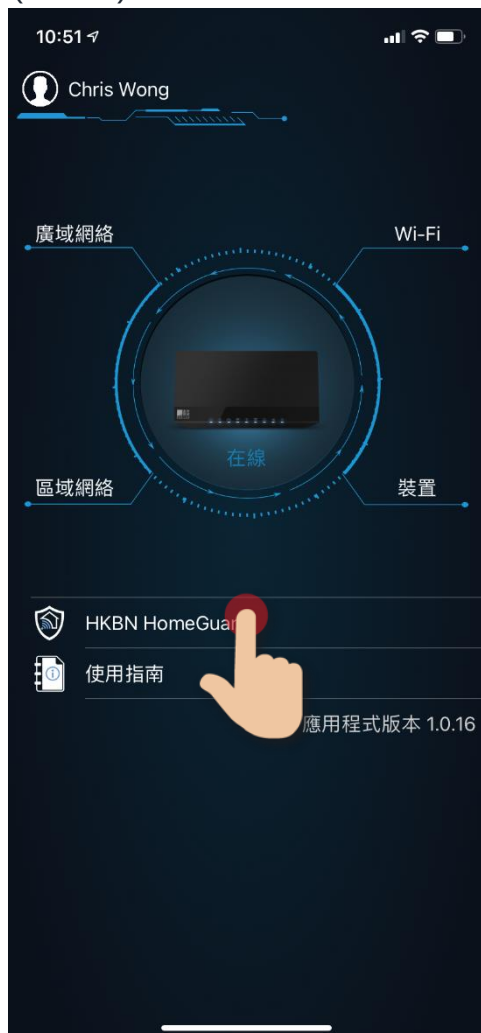 10:51
Chris Wong
廣域網絡
Wi-Fi
在線
區域網絡
裝置
HKBN HomeGuar
使用指南
應用程式版本 1.0.16